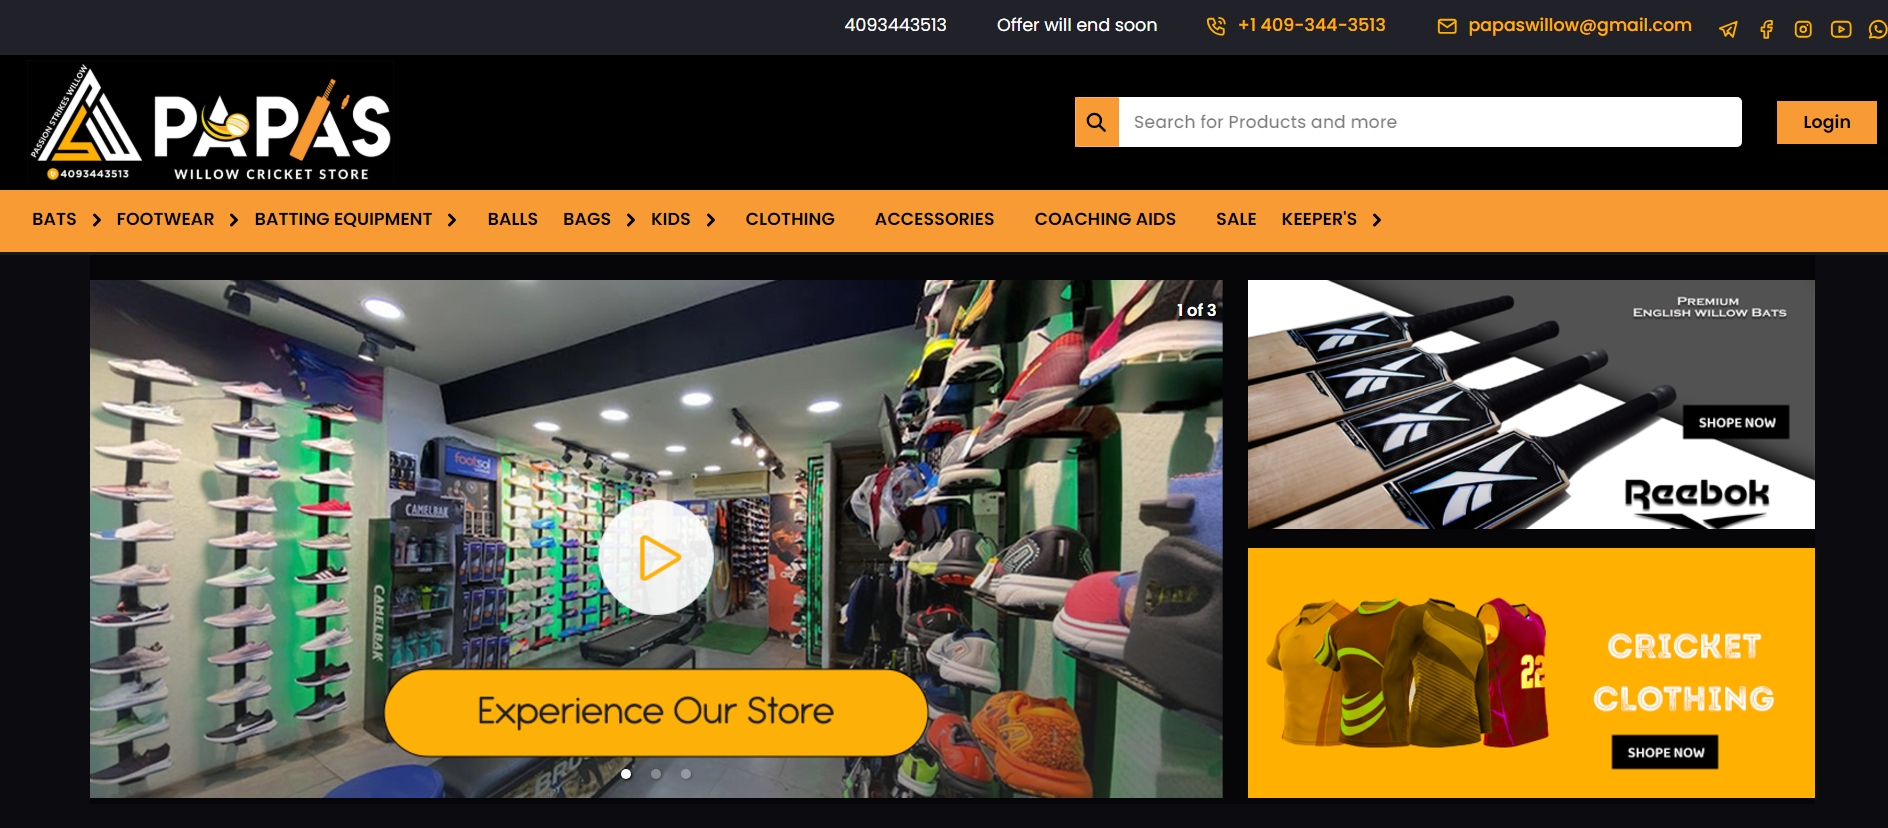 4093443513
Offer will end soon
+1 409-344-3513
papaswillow@gmail.com
PASSION STRIKES WILLOW
PAPA'S
4093443513
WILLOW CRICKET STORE
Search for Products and more
Login
BATS
FOOTWEAR
BATTING EQUIPMENT
BALLS
BAGS
KIDS
CLOTHING
ACCESSORIES
COACHING AIDS
SALE
KEEPER'S
1 of 3
footsal
CAMELBAK
CAMELBAK
Experience Our Store
PREMIUM
ENGLISH WILLOW BATS
SHOPE NOW
Reebok
22
CRICKET
CLOTHING
SHOPE NOW